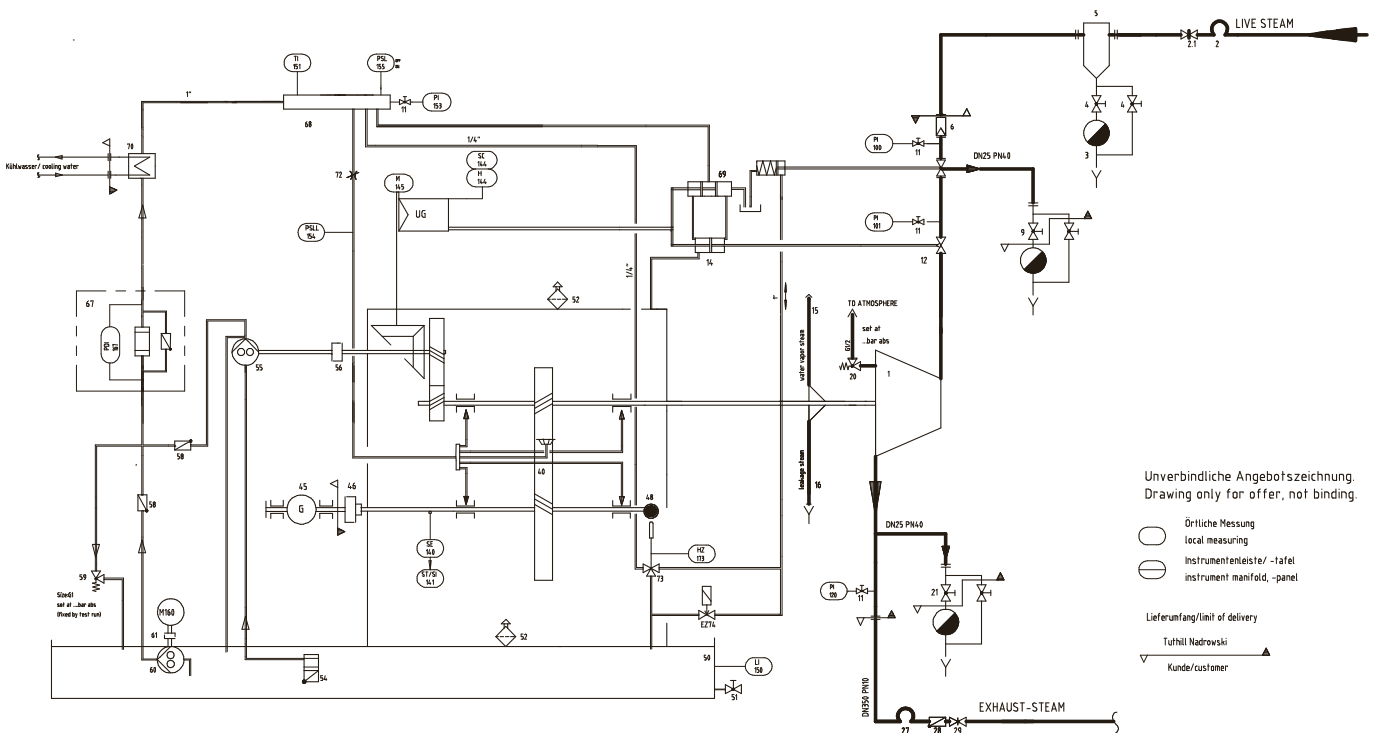 5
LIVE STEAM
2.1
2
TI
151
PSL
155
1"
PI
153
11
68
4
4
3
6
PI
100
11
DN25 PN40
1/4"
70
Kühlwasser/ cooling water
SC
144
H
144
M
145
72
69
UG
PSLL
154
PI
101
11
9
12
14
1/4"
52
67
PDI
161
1"
15
TO ATMOSPHERE
set at
...bar abs
G1/2
water vapor steam
20
1
55
56
58
40
leakage steam
16
45
46
G
48
58
Unverbindliche Angebotszeichnung.
Drawing only for offer, not binding.
Örtliche Messung
local measuring
Instrumentenleiste/ -tafel
instrument manifold, -panel
DN25 PN40
SE
140
ST/SI
141
HZ
173
73
59
Size:G1
set at ...bar abs
(fixed by test run)
PI
120
11
21
M160
61
60
EZ74
52
Lieferumfang/limit of delivery
Tuthill Nadrowski
Kunde/customer
54
50
LI
150
51
DN350 PN10
EXHAUST-STEAM
27
28
29